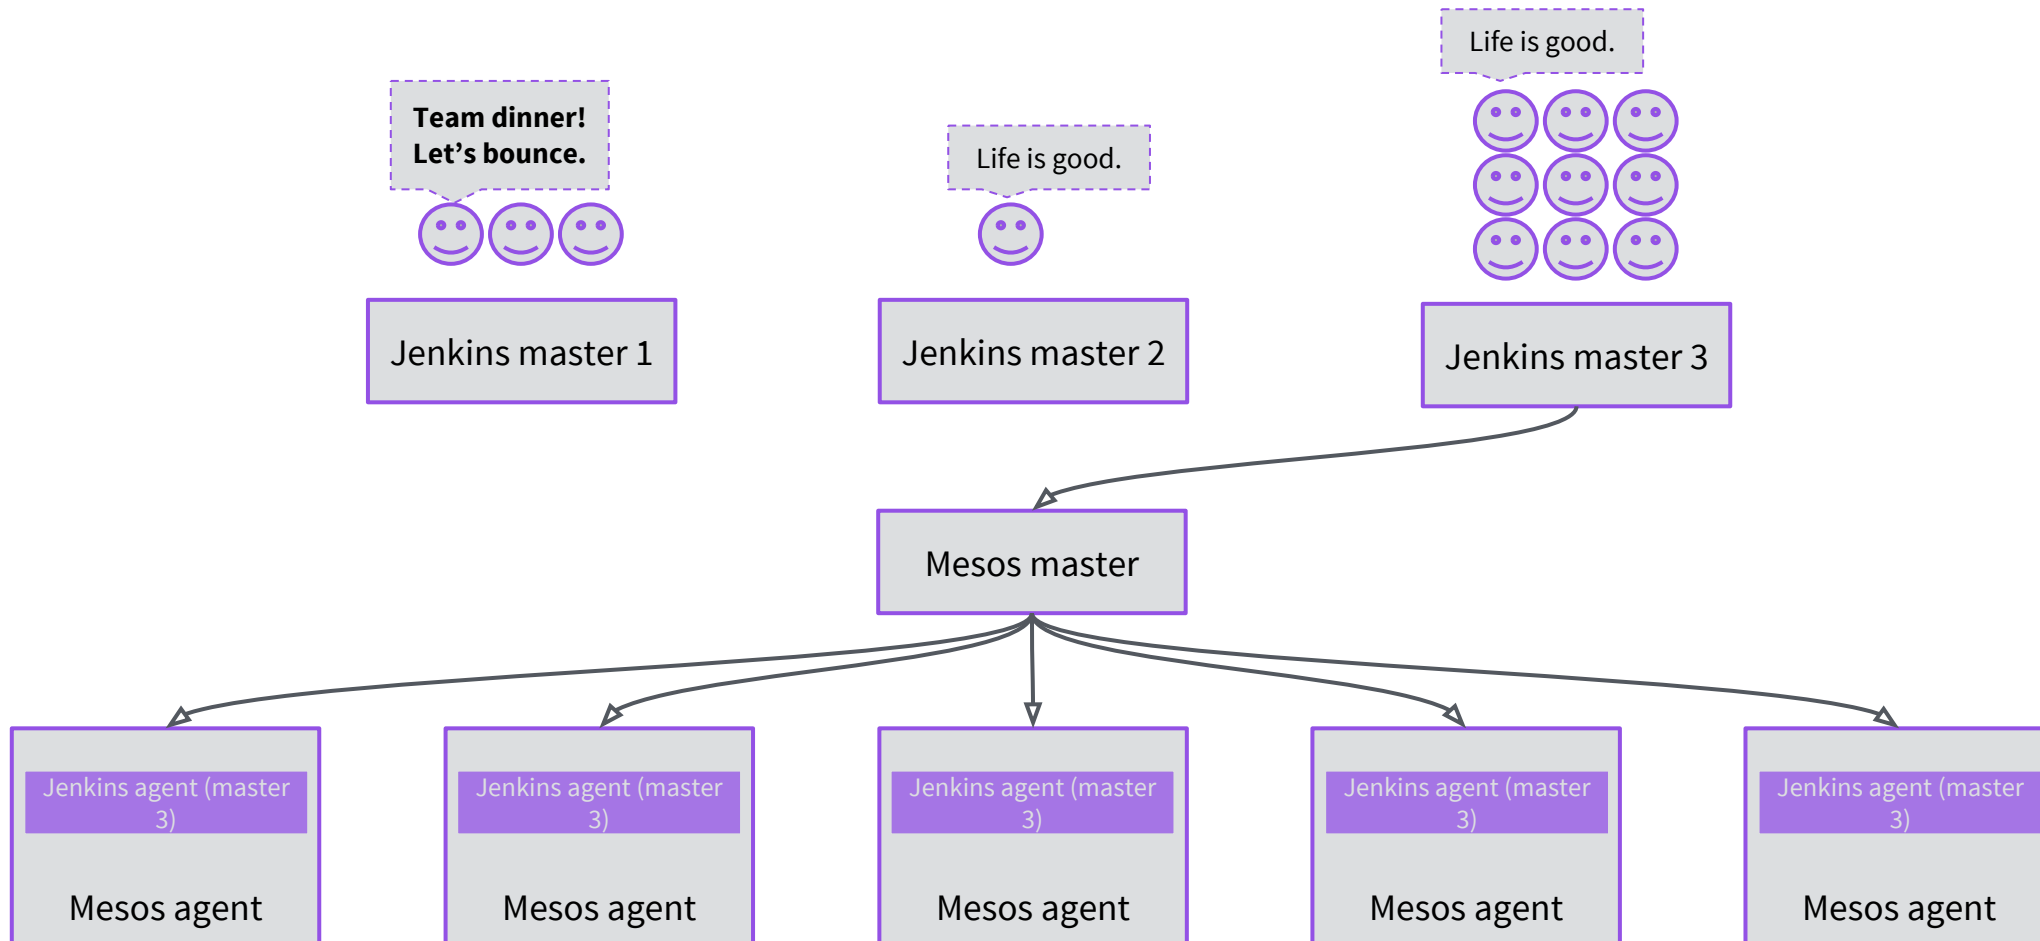 Life is good.
Team dinner!
Let's bounce.
Life is good.
Jenkins master 1
Jenkins master 2
Jenkins master 3
Mesos master
Jenkins agent (master
3)
Jenkins agent (master
3)
Jenkins agent (master
3)
Jenkins agent (master
3)
Jenkins agent (master
3)
Mesos agent
Mesos agent
Mesos agent
Mesos agent
Mesos agent